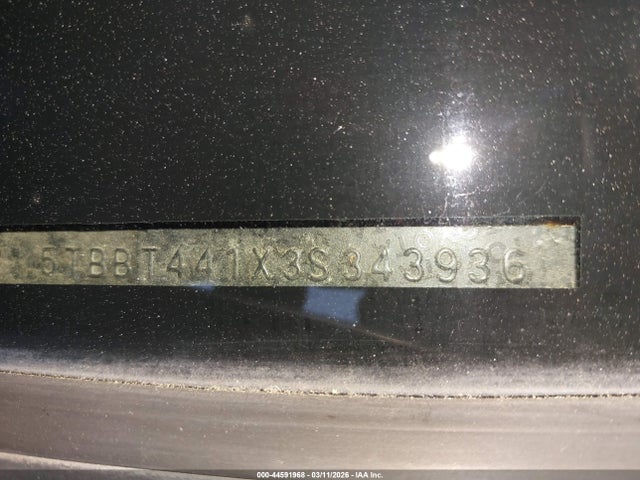 5TBBT441X3S343936
000-44591968 - 03/11/2026 - IAA Inc.